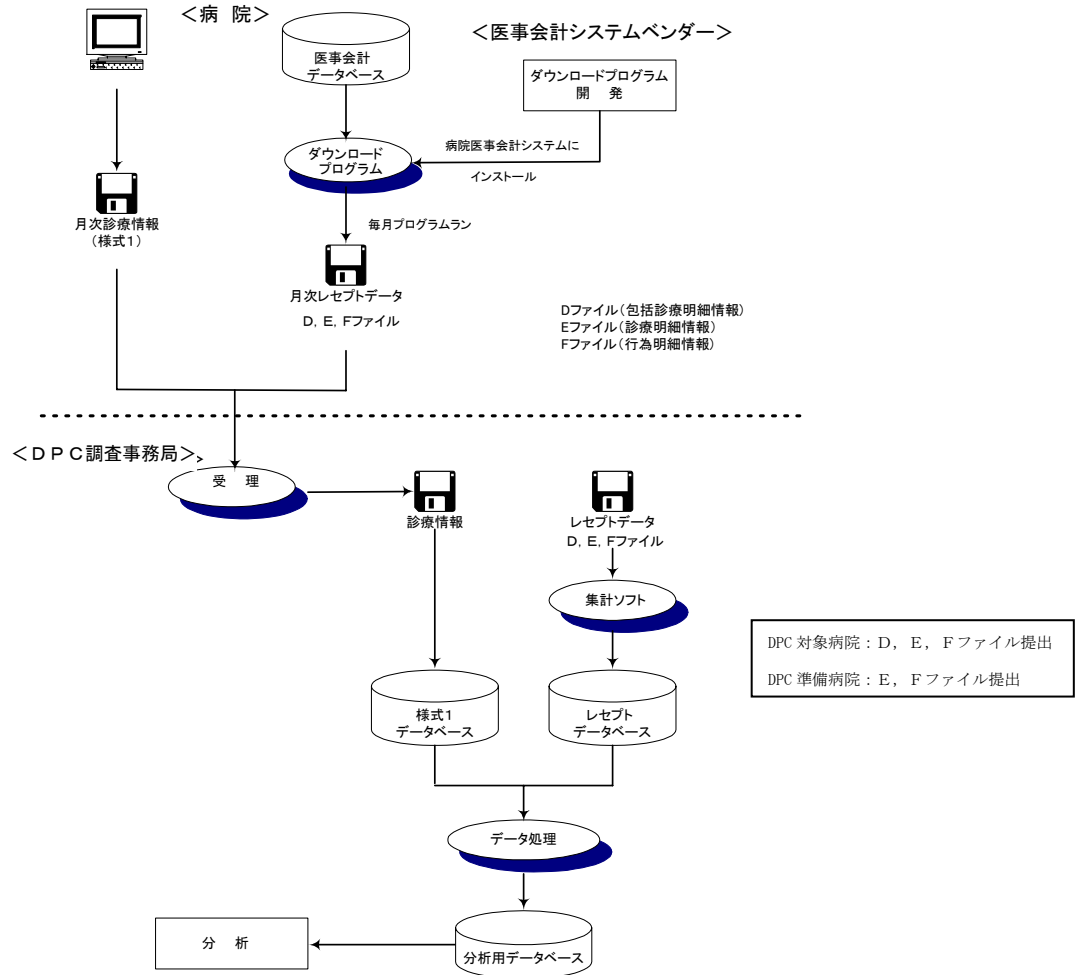 ＜病 院＞
＜医事会計システムベンダー＞
医事会計
データベース
ダウンロードプログラム
開 発
ダウンロード
プログラム
病院医事会計システムに
インストール
毎月プログラムラン
月次診療情報
（様式1）
月次レセプトデータ
D，E，Fファイル
Dファイル（包括診療明細情報）
Eファイル（診療明細情報）
Fファイル（行為明細情報）
＜ＤＰＣ調査事務局＞、
受 理
診療情報
レセプトデータ
D，E，Fファイル
集計ソフト
DPC 対象病院：Ｄ，Ｅ，Ｆファイル提出
DPC 準備病院：Ｅ，Ｆファイル提出
様式1
データベース
レセプト
データベース
データ処理
分 析
分析用データベース